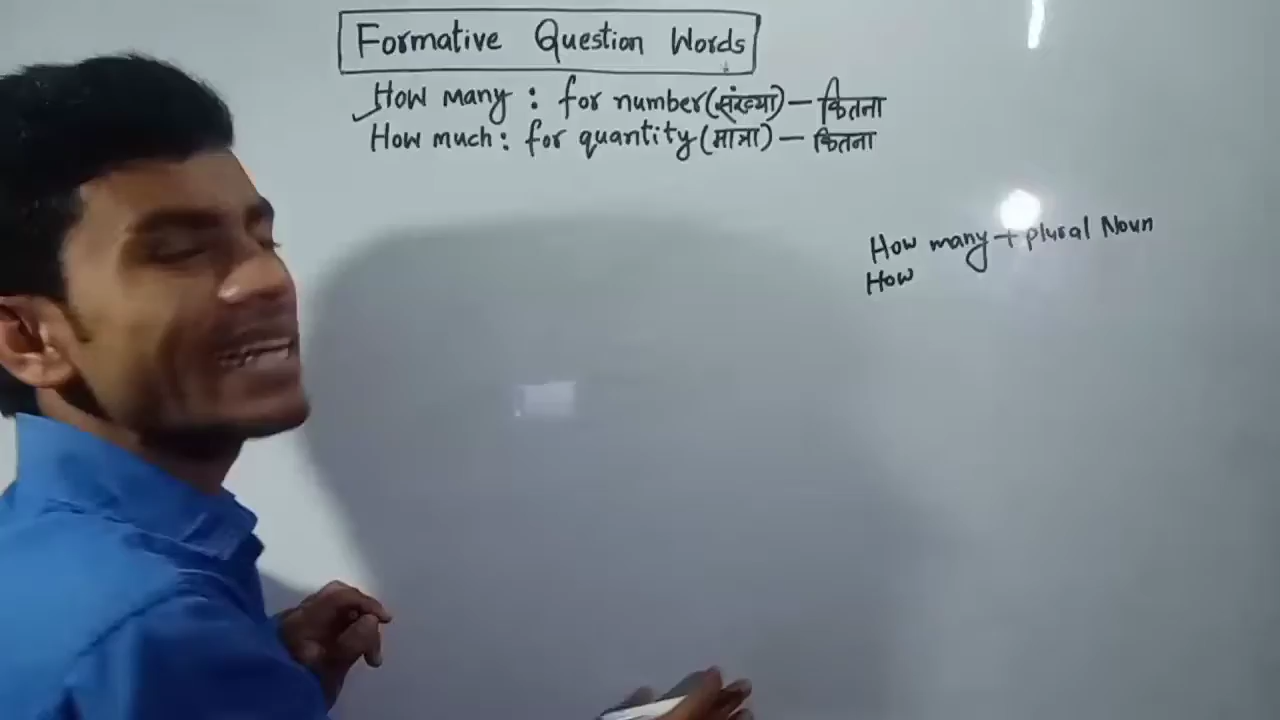 Formative Question Words
How many : for number (संख्या) – कितना
How much : for quantity (मात्रा) – कितना
How many + plural Noun
How